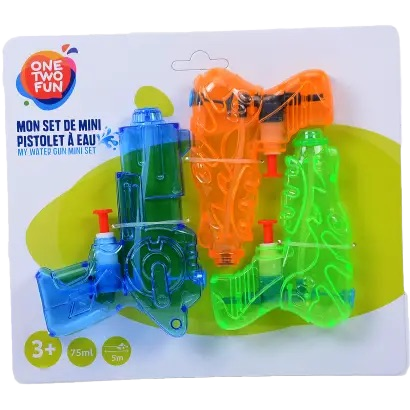 ONE
TWO
FUN
MON SET DE MINI
PISTOLET À EAU
MY WATER GUN MINI SET
3+
75ml
5m